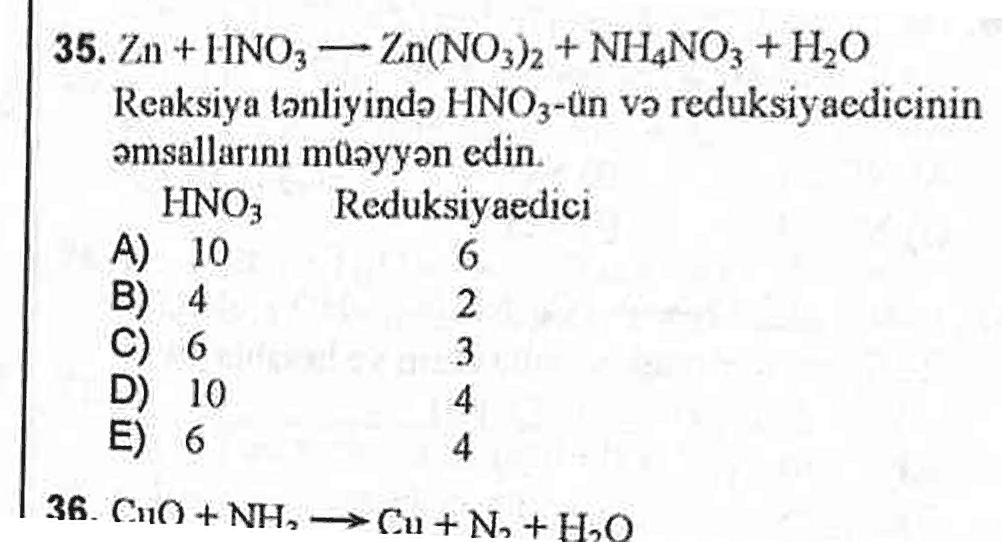 35. Zn + HNO₃ → Zn(NO₃)₂ + NH₄NO₃ + H₂O
Reaksiya tənliyində HNO₃-ün və reduksiyaedicinin
əmsallarını müəyyən edin.
HNO₃ Reduksiyaedici
A) 10 6
B) 4 2
C) 6 3
D) 10 4
E) 6 4
36. CuO + NH₃ → Cu + N₂ + H₂O